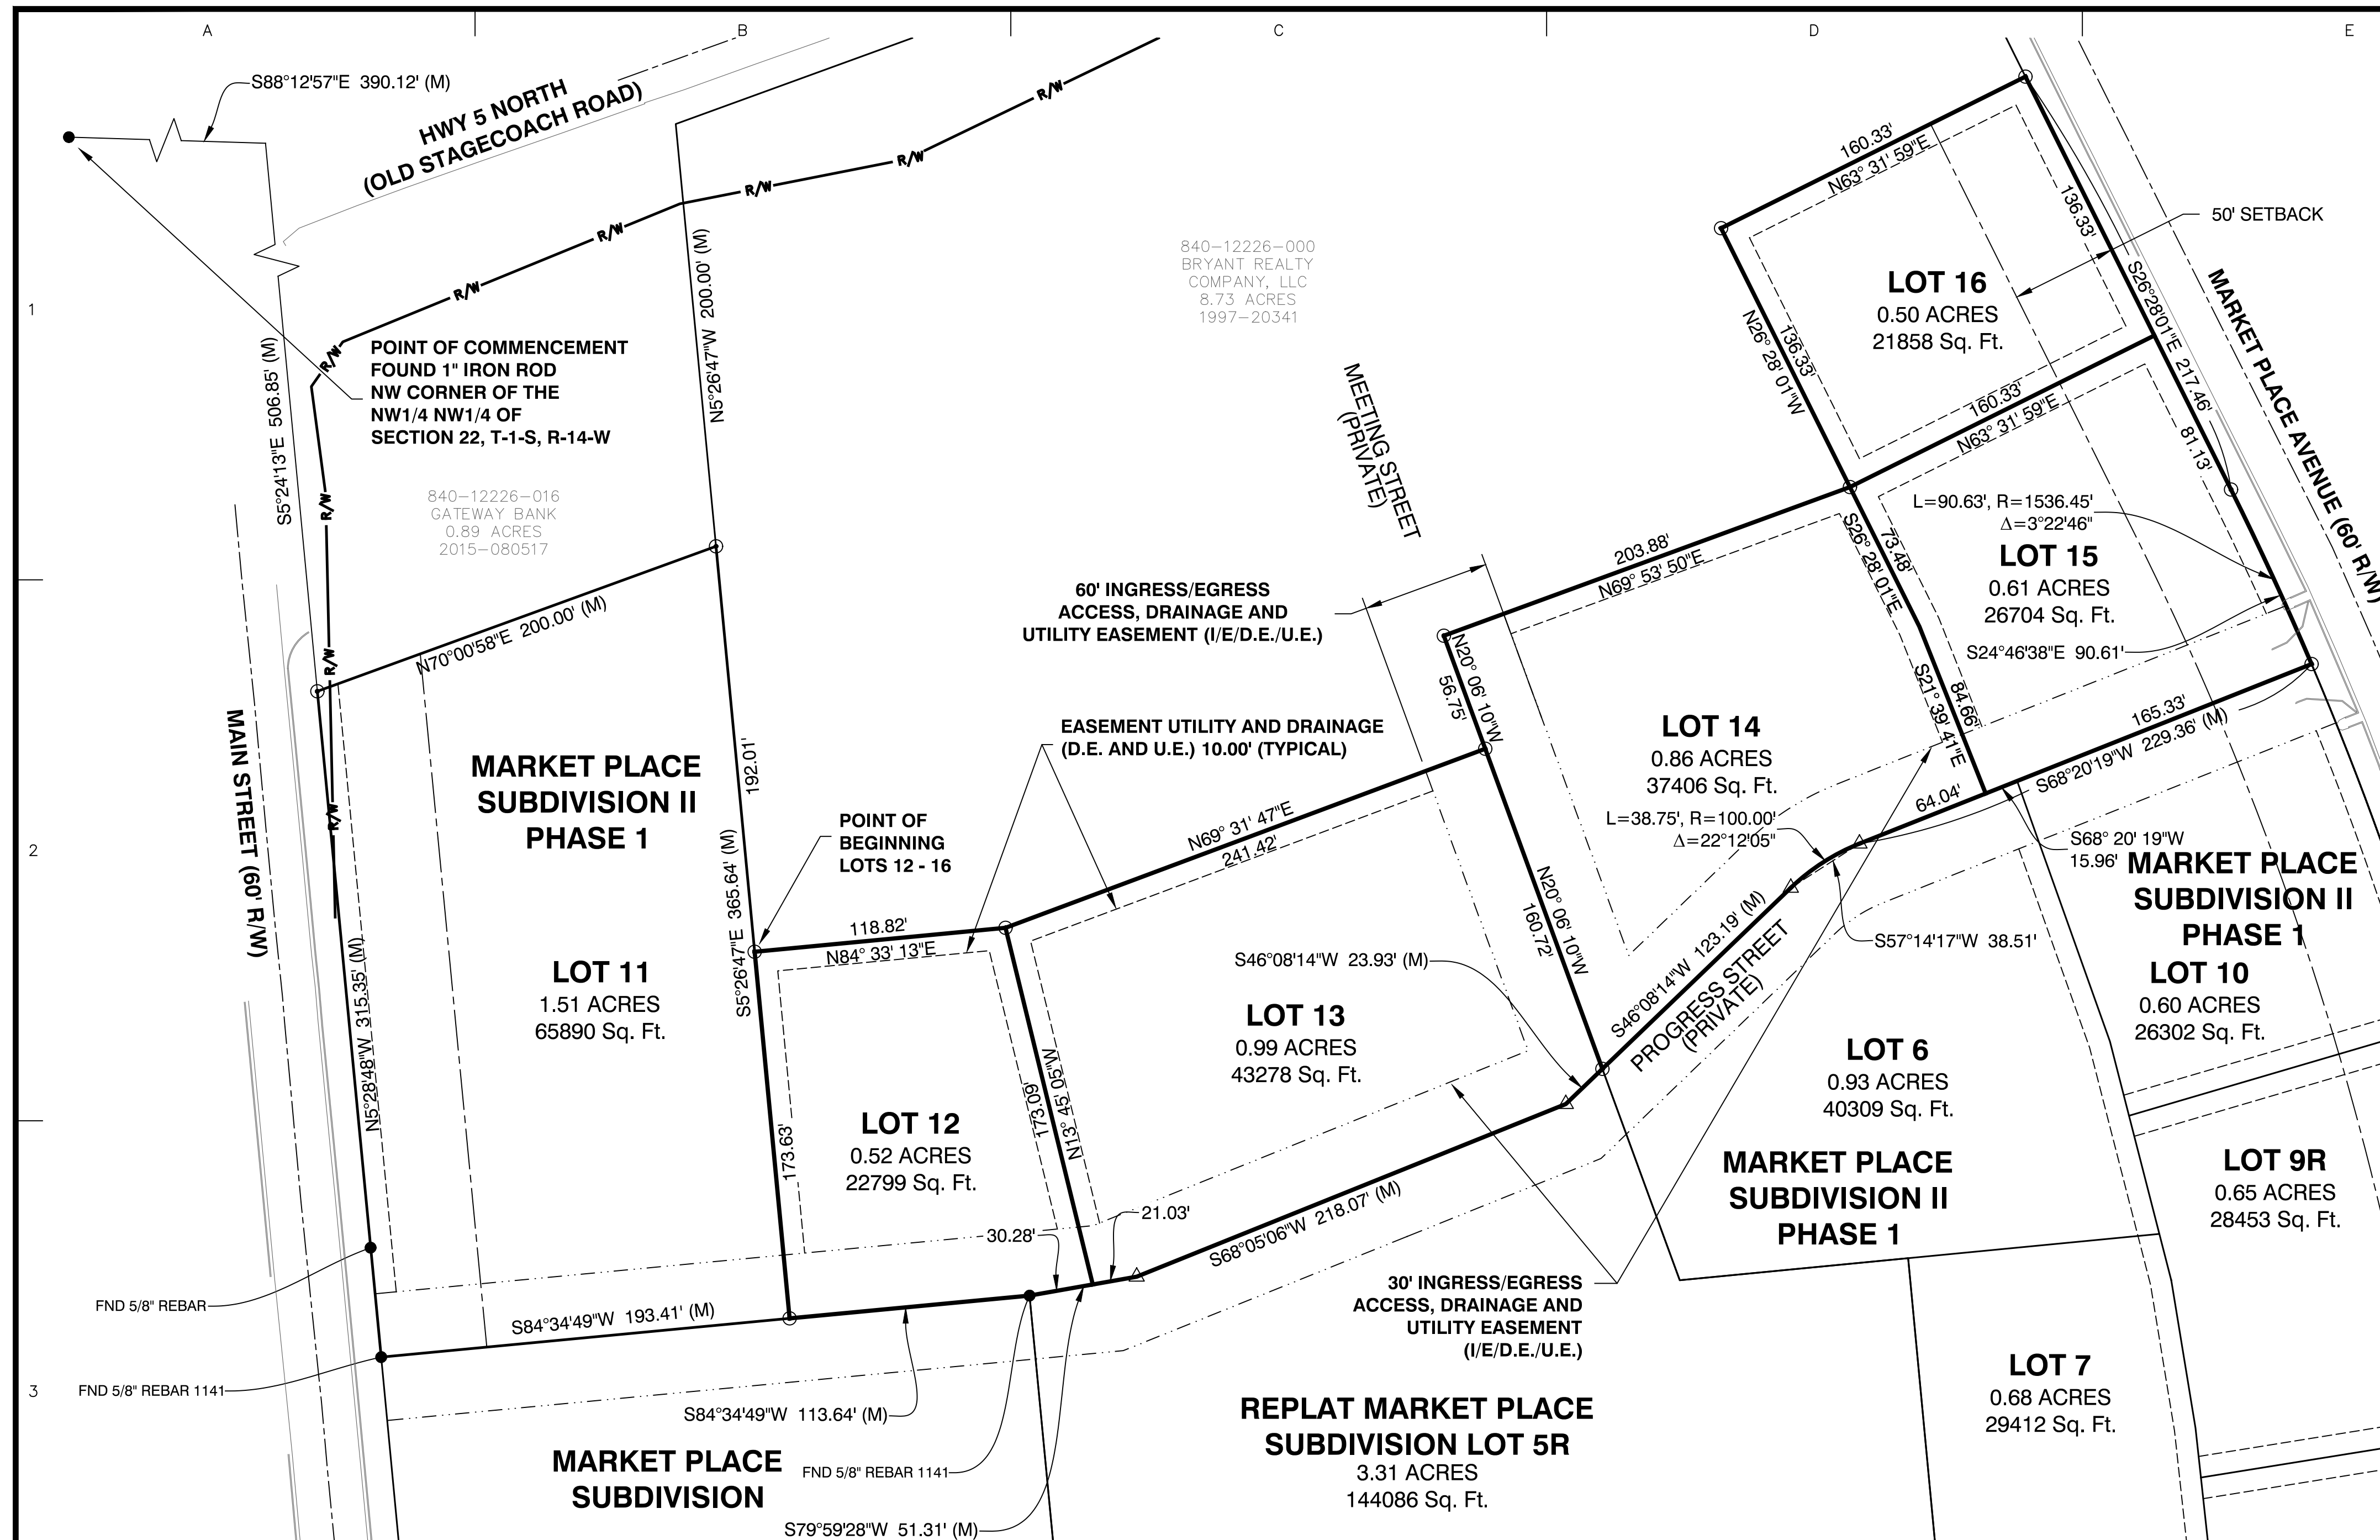 A
B
C
D
E
1
2
3
S88°12'57"E 390.12' (M)
HWY 5 NORTH
(OLD STAGECOACH ROAD)
R/W
R/W
R/W
R/W
R/W
R/W
R/W
R/W
R/W
POINT OF COMMENCEMENT
FOUND 1" IRON ROD
NW CORNER OF THE
NW1/4 NW1/4 OF
SECTION 22, T-1-S, R-14-W
S5°24'13"E 506.85' (M)
N5°26'47"W 200.00' (M)
840-12226-016
GATEWAY BANK
0.89 ACRES
2015-080517
840-12226-000
BRYANT REALTY
COMPANY, LLC
8.73 ACRES
1997-20341
N70°00'58"E 200.00' (M)
MAIN STREET (60' R/W)
MARKET PLACE
SUBDIVISION II
PHASE 1
192.01'
S5°26'47"E 365.64' (M)
N5°28'48"W 315.35' (M)
LOT 11
1.51 ACRES
65890 Sq. Ft.
POINT OF
BEGINNING
LOTS 12 - 16
118.82'
N84° 33' 13"E
173.63'
LOT 12
0.52 ACRES
22799 Sq. Ft.
173.09'
N13° 45' 05"W
30.28'
21.03'
FND 5/8" REBAR
FND 5/8" REBAR 1141
S84°34'49"W 193.41' (M)
S84°34'49"W 113.64' (M)
FND 5/8" REBAR 1141
S79°59'28"W 51.31' (M)
MARKET PLACE
SUBDIVISION
MEETING STREET
(PRIVATE)
60' INGRESS/EGRESS
ACCESS, DRAINAGE AND
UTILITY EASEMENT (I/E/D.E./U.E.)
EASEMENT UTILITY AND DRAINAGE
(D.E. AND U.E.) 10.00' (TYPICAL)
N69° 31' 47"E
241.42'
N20° 06' 10"W
56.75'
N20° 06' 10"W
160.72'
S46°08'14"W 23.93' (M)
LOT 13
0.99 ACRES
43278 Sq. Ft.
S68°05'06"W 218.07' (M)
30' INGRESS/EGRESS
ACCESS, DRAINAGE AND
UTILITY EASEMENT
(I/E/D.E./U.E.)
REPLAT MARKET PLACE
SUBDIVISION LOT 5R
3.31 ACRES
144086 Sq. Ft.
203.88'
N69° 53' 50"E
LOT 14
0.86 ACRES
37406 Sq. Ft.
L=38.75', R=100.00'
Δ=22°12'05"
S46°08'14"W 123.19' (M)
PROGRESS STREET
(PRIVATE)
S57°14'17"W 38.51'
64.04'
S68° 20' 19"W
15.96'
165.33'
S68°20'19"W 229.36' (M)
160.33'
N63° 31' 59"E
136.33'
50' SETBACK
LOT 16
0.50 ACRES
21858 Sq. Ft.
136.33'
N26° 28' 01"W
S26°28'01"E 217.46'
MARKET PLACE AVENUE (60' R/W)
160.33'
N63° 31' 59"E
81.13'
L=90.63', R=1536.45'
Δ=3°22'46"
LOT 15
0.61 ACRES
26704 Sq. Ft.
S24°46'38"E 90.61'
73.48'
S26° 28' 01"E
84.66'
S21° 39' 41"E
MARKET PLACE
SUBDIVISION II
PHASE 1
LOT 10
0.60 ACRES
26302 Sq. Ft.
LOT 6
0.93 ACRES
40309 Sq. Ft.
MARKET PLACE
SUBDIVISION II
PHASE 1
LOT 9R
0.65 ACRES
28453 Sq. Ft.
LOT 7
0.68 ACRES
29412 Sq. Ft.